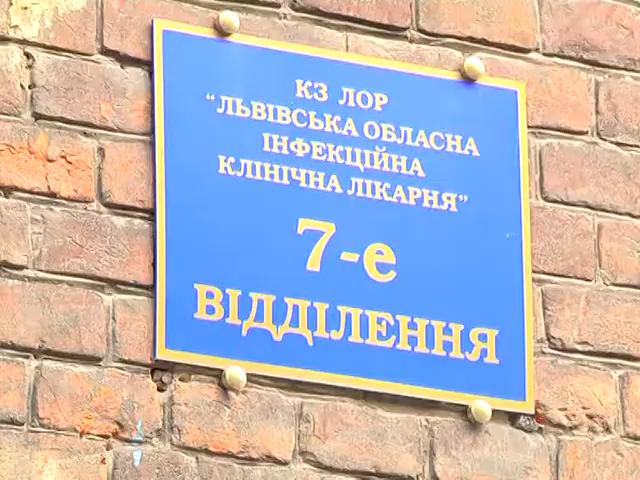 КЗ ЛОР
“ЛЬВІВСЬКА ОБЛАСНА
ІНФЕКЦІЙНА
КЛІНІЧНА ЛІКАРНЯ”
7-е
ВІДДІЛЕННЯ